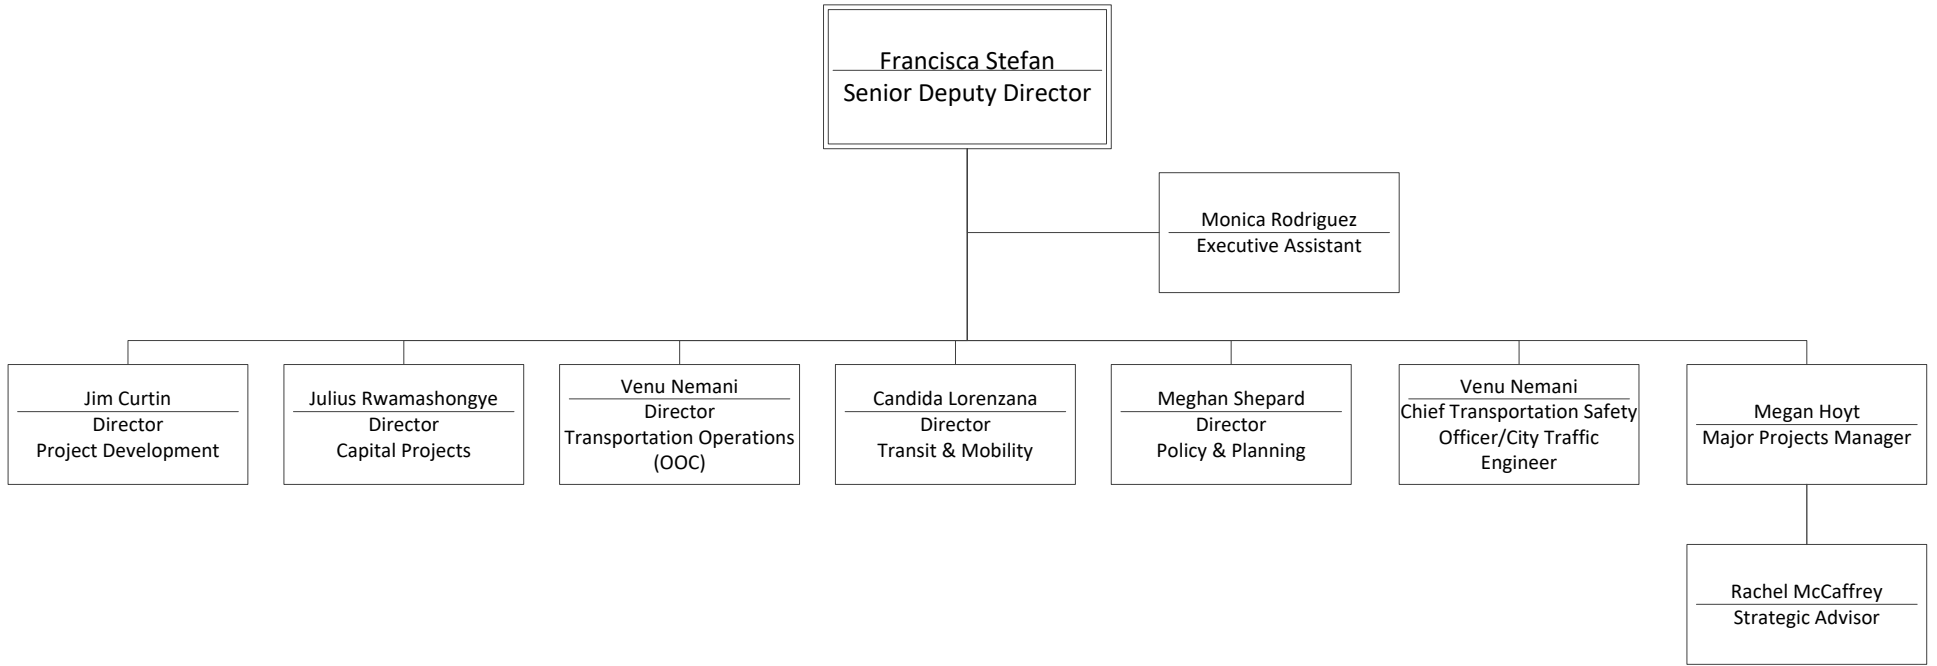 Francisca Stefan
Senior Deputy Director
Monica Rodriguez
Executive Assistant
Jim Curtin
Director
Project Development
Julius Rwamashongye
Director
Capital Projects
Venu Nemani
Director
Transportation Operations
(OOC)
Candida Lorenzana
Director
Transit & Mobility
Meghan Shepard
Director
Policy & Planning
Venu Nemani
Chief Transportation Safety
Officer/City Traffic
Engineer
Megan Hoyt
Major Projects Manager
Rachel McCaffrey
Strategic Advisor